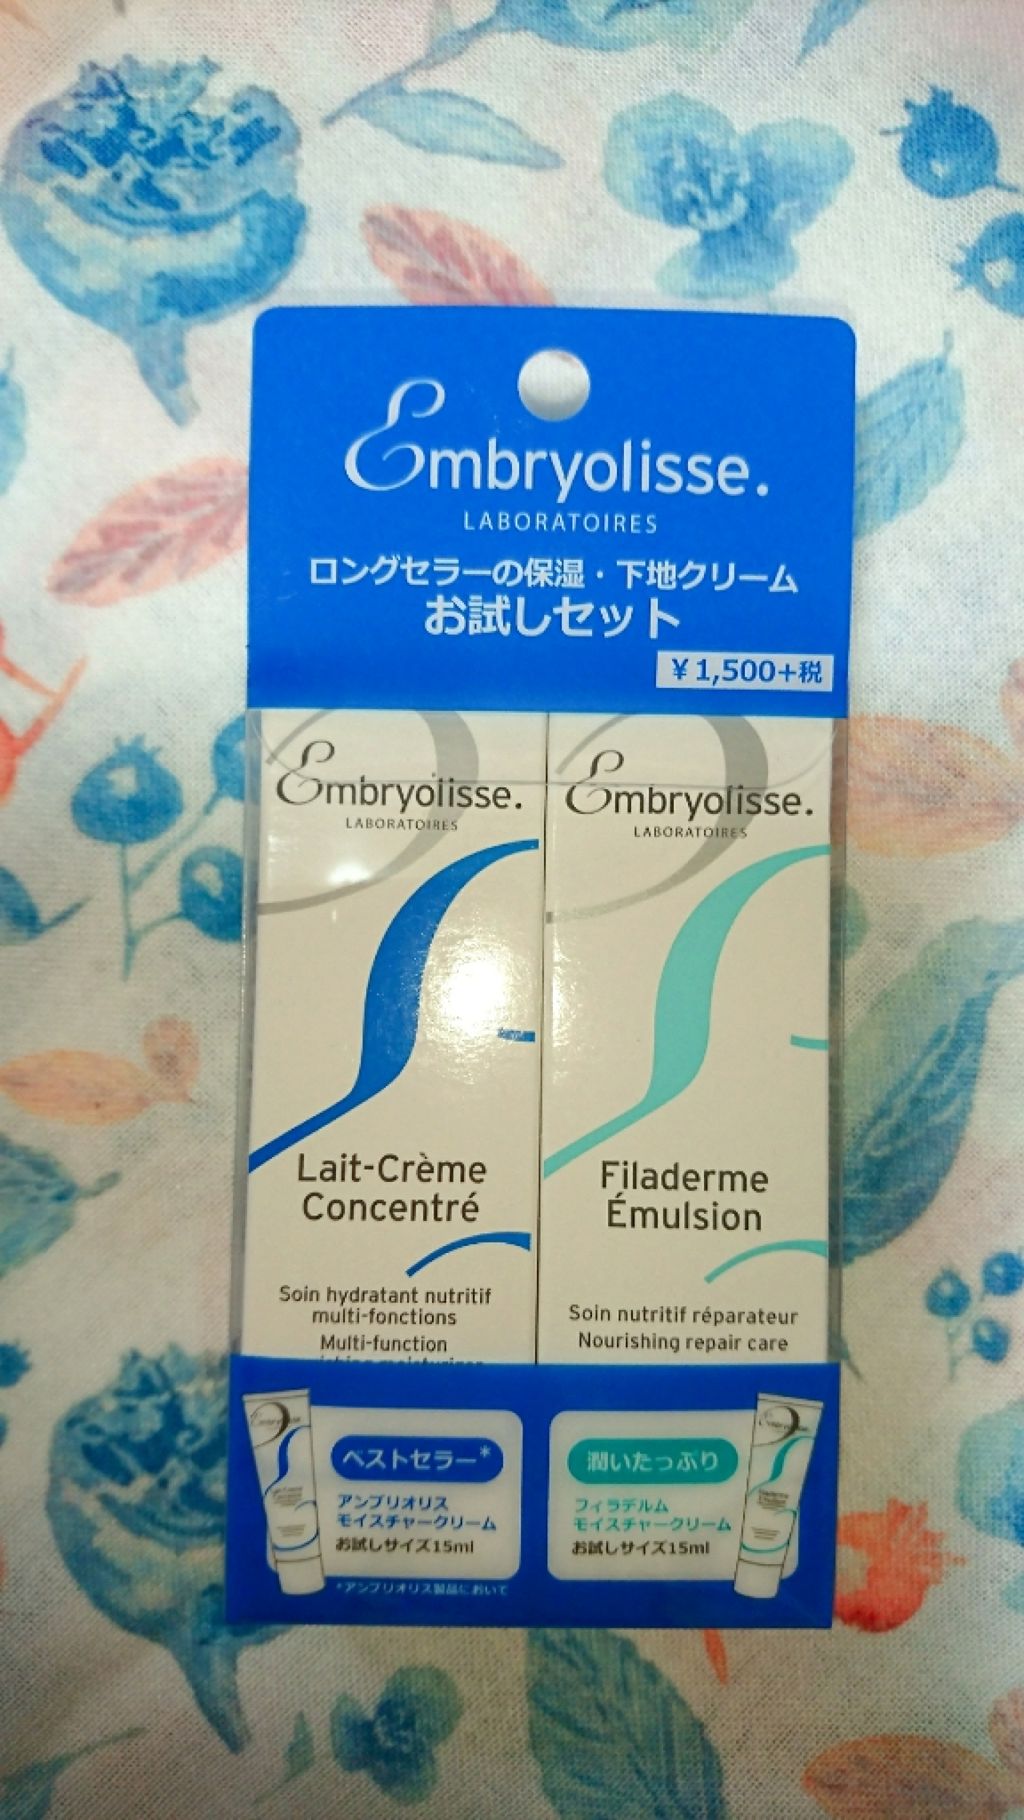 Embryolisse.
LABORATOIRES
ロングセラーの保湿・下地クリーム
お試しセット
¥1,500+税
Embryolisse.
LABORATOIRES
Lait-Crème
Concentré
Soin hydratant nutritif
multi-fonctions
Multi-function
Embryolisse.
LABORATOIRES
Filaderme
Émulsion
Soin nutritif réparateur
Nourishing repair care
ベストセラー*
アンブリオリス
モイスチャークリーム
お試しサイズ15ml
*アンブリオリス製品において
潤いたっぷり
フィラデルム
モイスチャークリーム
お試しサイズ15ml